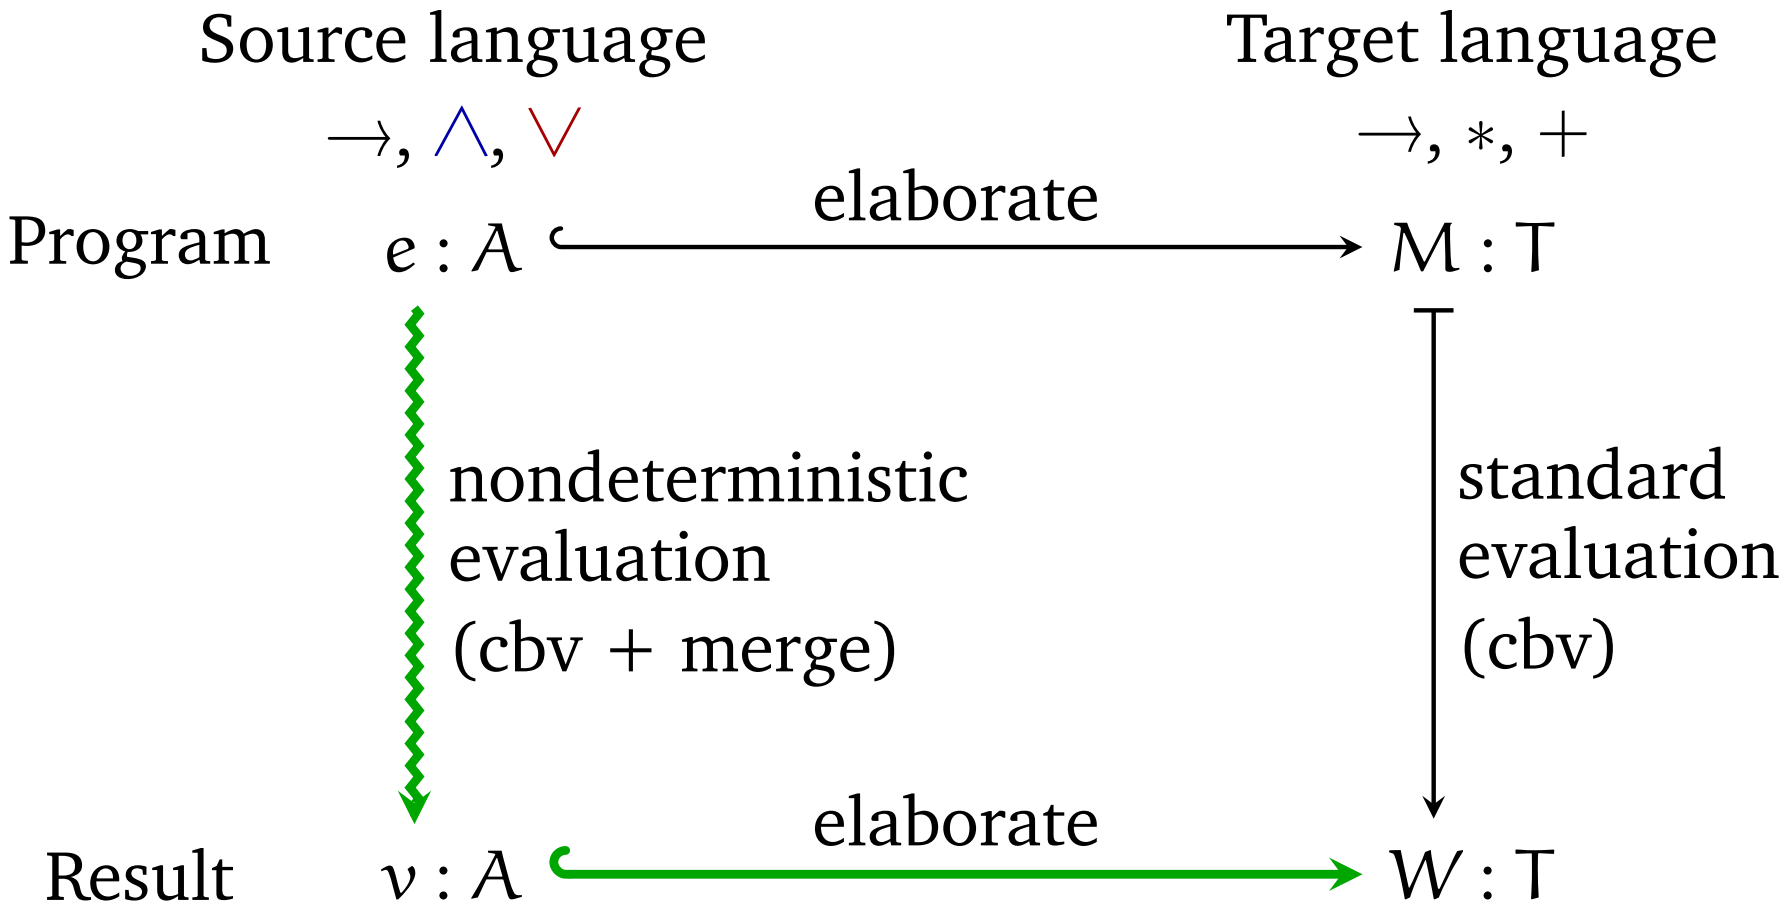 Source language
Target language
→, ∧, ∨
→, *, +
elaborate
Program
e : A
M : T
nondeterministic
evaluation
(cbv + merge)
standard
evaluation
(cbv)
elaborate
Result
v : A
W : T